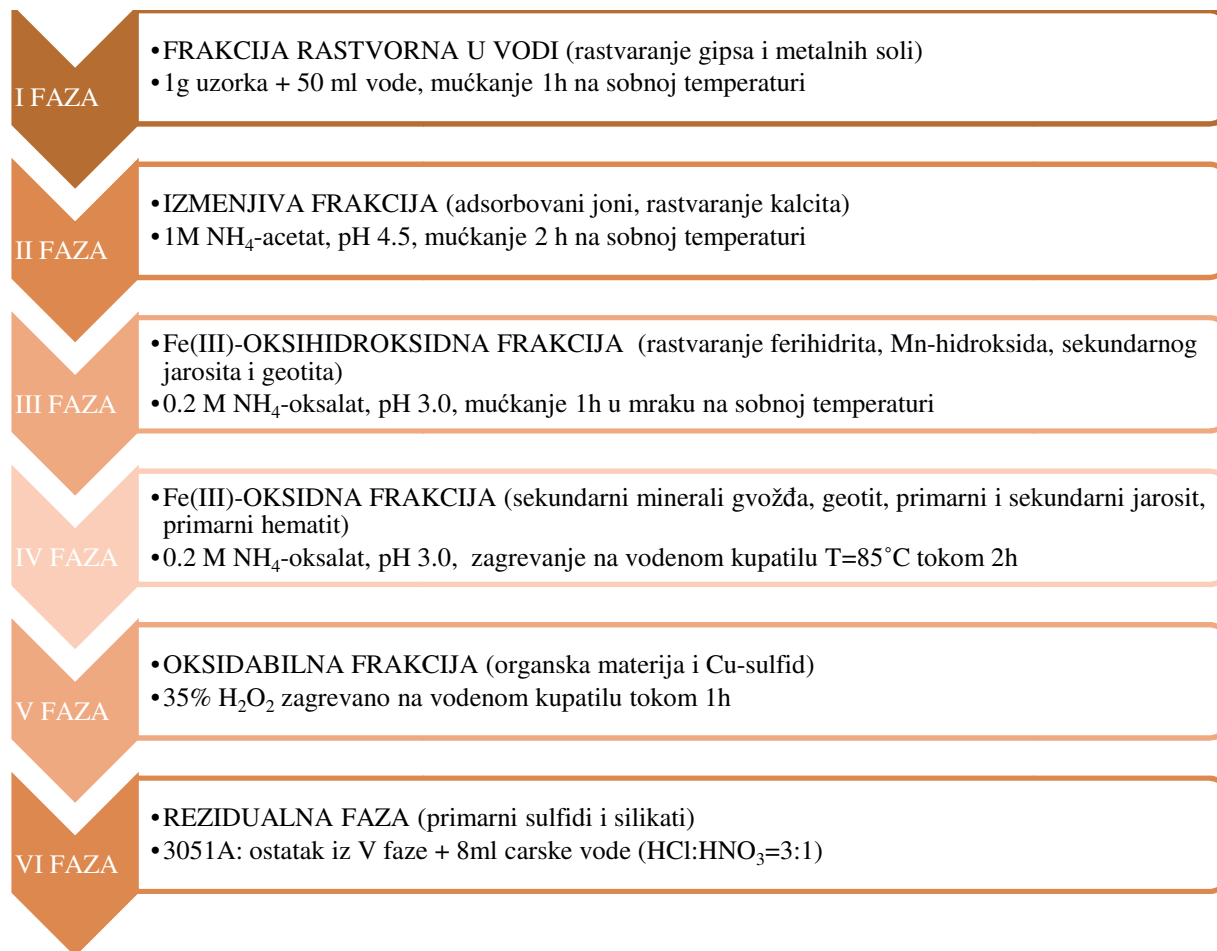 I FAZA
•FRAKCIJA RASTVORNA U VODI (rastvaranje gipsa i metalnih soli)
•1g uzorka + 50 ml vode, mućkanje 1h na sobnoj temperaturi
II FAZA
•IZMENJIVA FRAKCIJA (adsorbovani joni, rastvaranje kalcita)
•1M NH₄-acetat, pH 4.5, mućkanje 2 h na sobnoj temperaturi
III FAZA
•Fe(III)-OKSIHIDROKSIDNA FRAKCIJA (rastvaranje ferihidrita, Mn-hidroksida, sekundarnog
jarosita i geotita)
•0.2 M NH₄-oksalat, pH 3.0, mućkanje 1h u mraku na sobnoj temperaturi
IV FAZA
•Fe(III)-OKSIDNA FRAKCIJA (sekundarni minerali gvožđa, geotit, primarni i sekundarni jarosit,
primarni hematit)
•0.2 M NH₄-oksalat, pH 3.0, zagrevanje na vodenom kupatilu T=85˚C tokom 2h
V FAZA
•OKSIDABILNA FRAKCIJA (organska materija i Cu-sulfid)
•35% H₂O₂ zagrevano na vodenom kupatilu tokom 1h
VI FAZA
•REZIDUALNA FAZA (primarni sulfidi i silikati)
•3051A: ostatak iz V faze + 8ml carske vode (HCl:HNO₃=3:1)